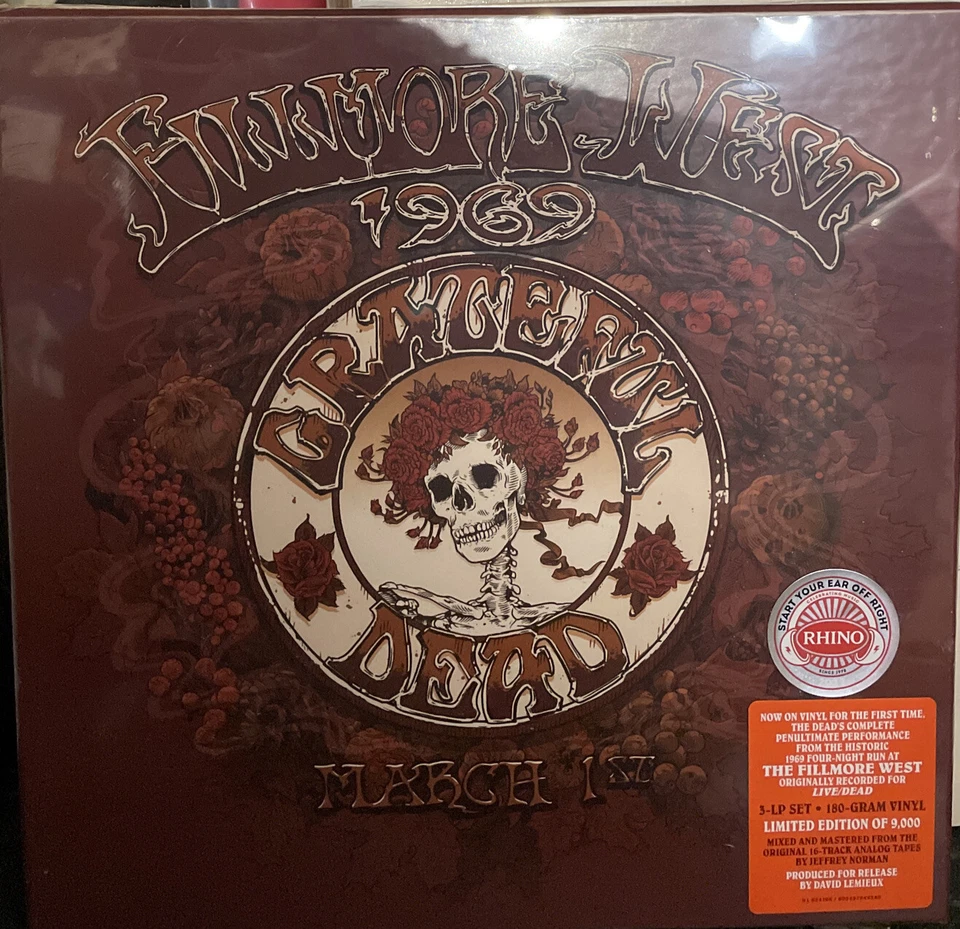 FILLMORE WEST
1969
GRATEFUL
DEAD
MARCH 1ST
START YOUR EAR OFF RIGHT
RHINO
SINCE 1978
NOW ON VINYL FOR THE FIRST TIME,
THE DEAD'S COMPLETE
PENULTIMATE PERFORMANCE
FROM THE HISTORIC
1969 FOUR-NIGHT RUN AT
THE FILLMORE WEST
ORIGINALLY RECORDED FOR
LIVE/DEAD
3-LP SET • 180-GRAM VINYL
LIMITED EDITION OF 9,000
MIXED AND MASTERED FROM THE
ORIGINAL 16-TRACK ANALOG TAPES
BY JEFFREY NORMAN
PRODUCED FOR RELEASE
BY DAVID LEMIEUX